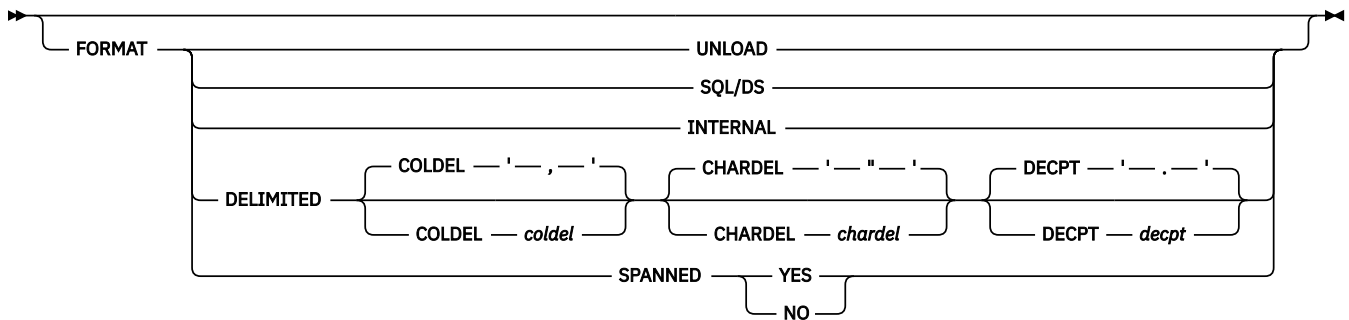 FORMAT UNLOAD
SQL/DS
INTERNAL
COLDEL ' , ' CHARDEL ' " ' DECPT ' . '
DELIMITED
COLDEL coldel CHARDEL chardel DECPT decpt
SPANNED YES
NO